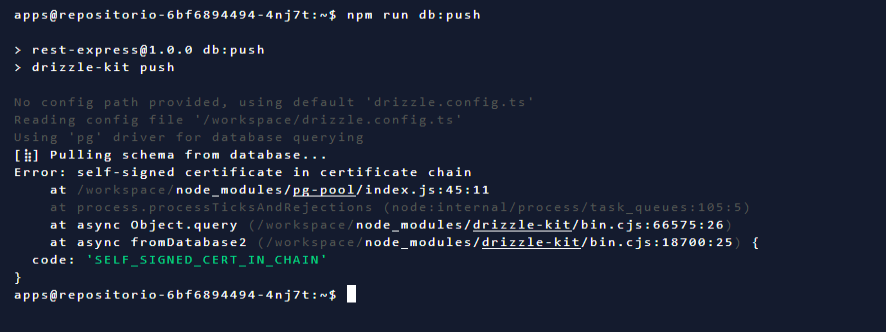 apps@repositorio-6bf6894494-4nj7t:~$ npm run db:push
> rest-express@1.0.0 db:push
> drizzle-kit push
No config path provided, using default 'drizzle.config.ts'
Reading config file '/workspace/drizzle.config.ts'
Using 'pg' driver for database querying
[⣷] Pulling schema from database...
Error: self-signed certificate in certificate chain
    at /workspace/node_modules/pg-pool/index.js:45:11
    at process.processTicksAndRejections (node:internal/process/task_queues:105:5)
    at async Object.query (/workspace/node_modules/drizzle-kit/bin.cjs:66575:26)
    at async fromDatabase2 (/workspace/node_modules/drizzle-kit/bin.cjs:18700:25) {
  code: 'SELF_SIGNED_CERT_IN_CHAIN'
}
apps@repositorio-6bf6894494-4nj7t:~$